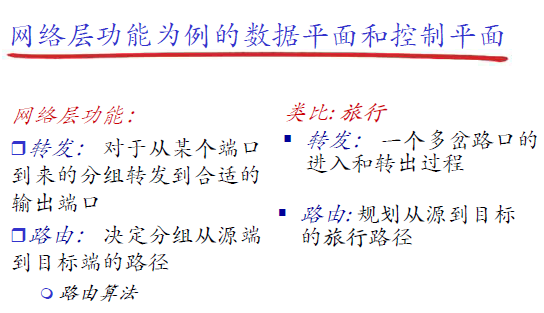 网络层功能为例的数据平面和控制平面
网络层功能：
转发： 对于从某个端口
到来的分组转发到合适的
输出端口
路由： 决定分组从源端
到目标端的路径
路由算法
类比: 旅行
转发： 一个多岔路口的
进入和转出过程
路由: 规划从源到目标
的旅行路径